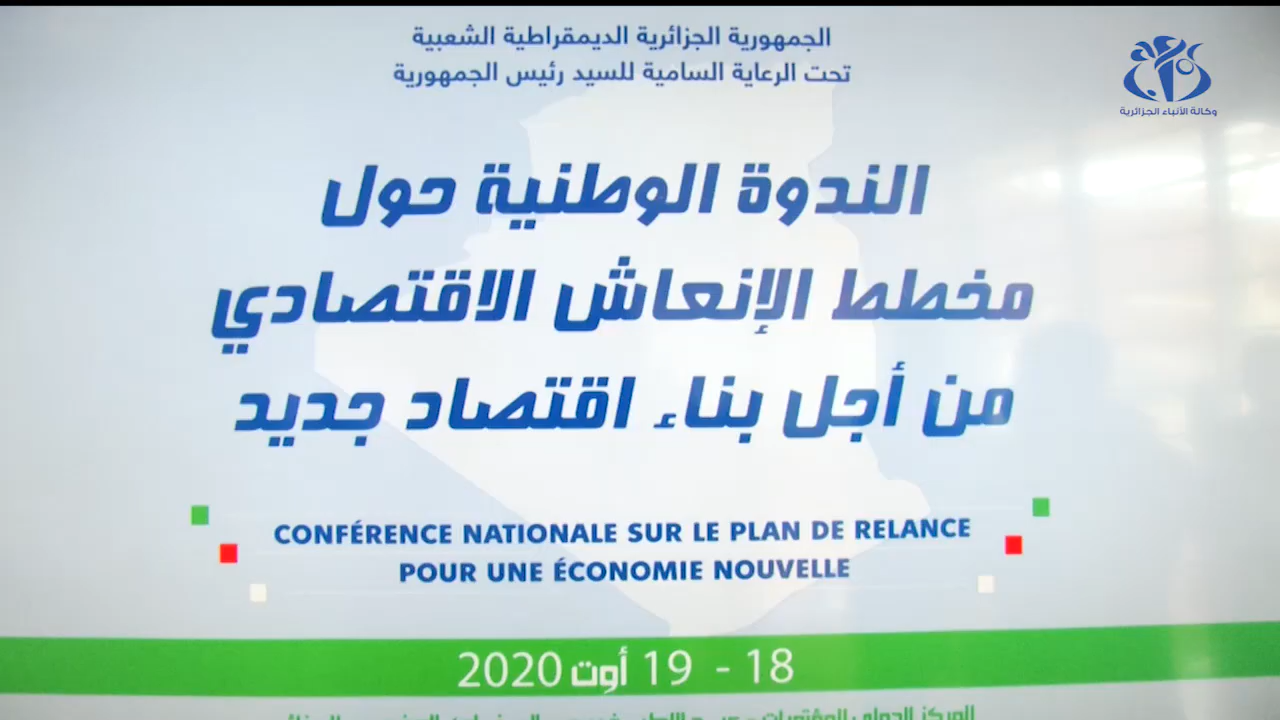 الجمهورية الجزائرية الديمقراطية الشعبية
تحت الرعاية السامية للسيد رئيس الجمهورية
وكالة الأنباء الجزائرية
الندوة الوطنية حول
مخطط الإنعاش الاقتصادي
من أجل بناء اقتصاد جديد
CONFÉRENCE NATIONALE SUR LE PLAN DE RELANCE
POUR UNE ÉCONOMIE NOUVELLE
18 - 19 أوت 2020